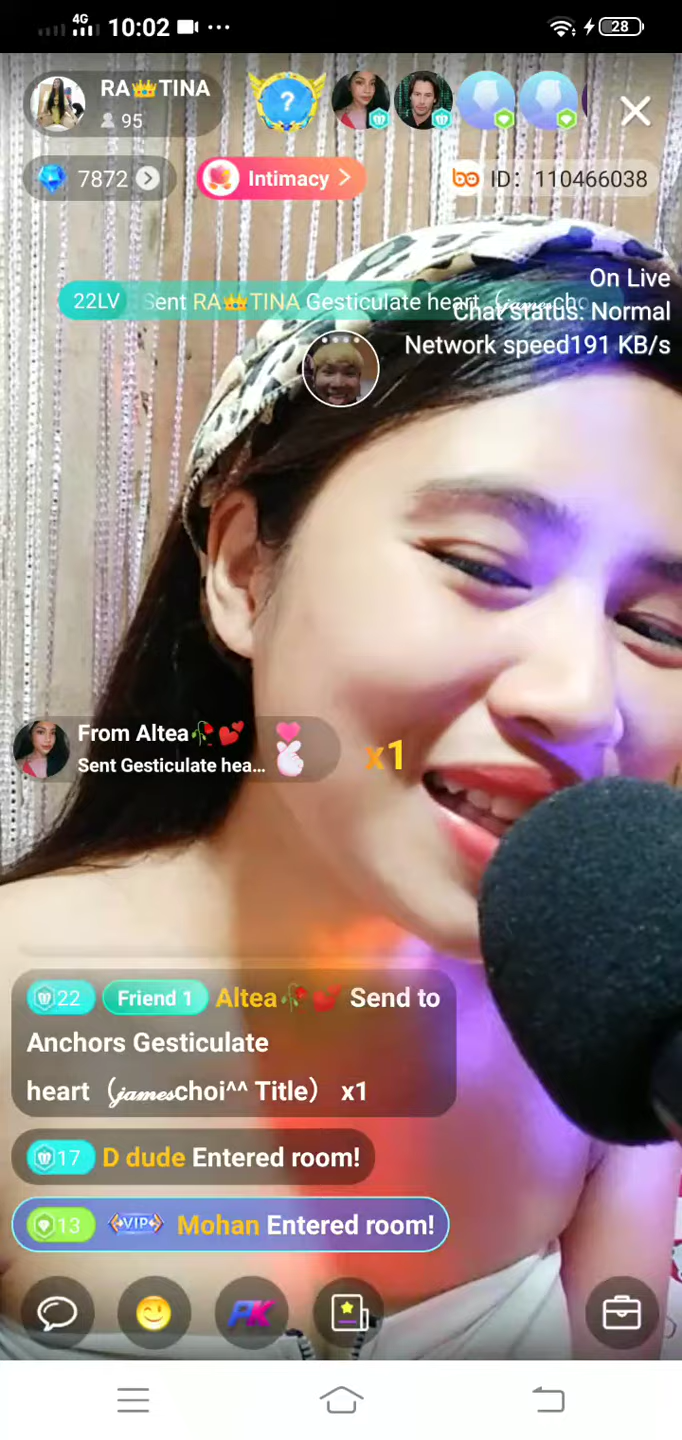 4G 10:02 ... 28
RA👑TINA
95
7872
Intimacy
ID: 110466038
On Live
22LV Sent RA👑TINA Gesticulate heart（𝒿𝒶𝓂ℯ𝓈cho
Chat status: Normal
Network speed191 KB/s
From Altea🥀💕
Sent Gesticulate hea...
x1
22 Friend 1 Altea🥀💕 Send to
Anchors Gesticulate
heart（𝒿𝒶𝓂ℯ𝓈choi^^ Title） x1
17 D dude Entered room!
13 VIP Mohan Entered room!
PK